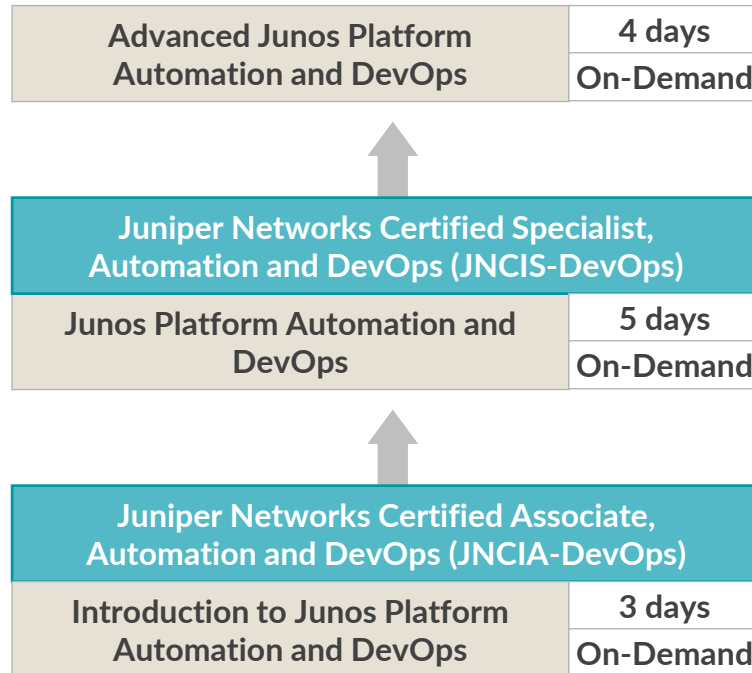 Advanced Junos Platform
Automation and DevOps
4 days
On-Demand
Juniper Networks Certified Specialist,
Automation and DevOps (JNCIS-DevOps)
Junos Platform Automation and
DevOps
5 days
On-Demand
Juniper Networks Certified Associate,
Automation and DevOps (JNCIA-DevOps)
Introduction to Junos Platform
Automation and DevOps
3 days
On-Demand